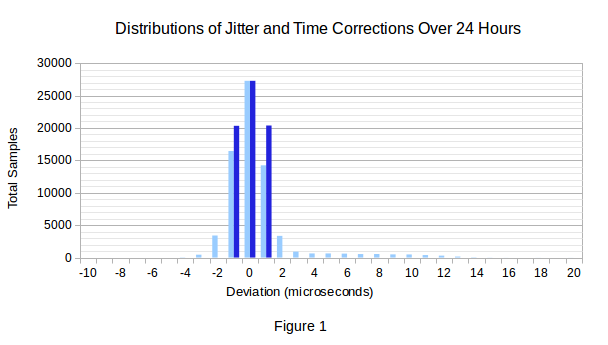 Distributions of Jitter and Time Corrections Over 24 Hours
30000
25000
20000
15000
10000
5000
0
Total Samples
-10 -8 -6 -4 -2 0 2 4 6 8 10 12 14 16 18 20
Deviation (microseconds)
Figure 1